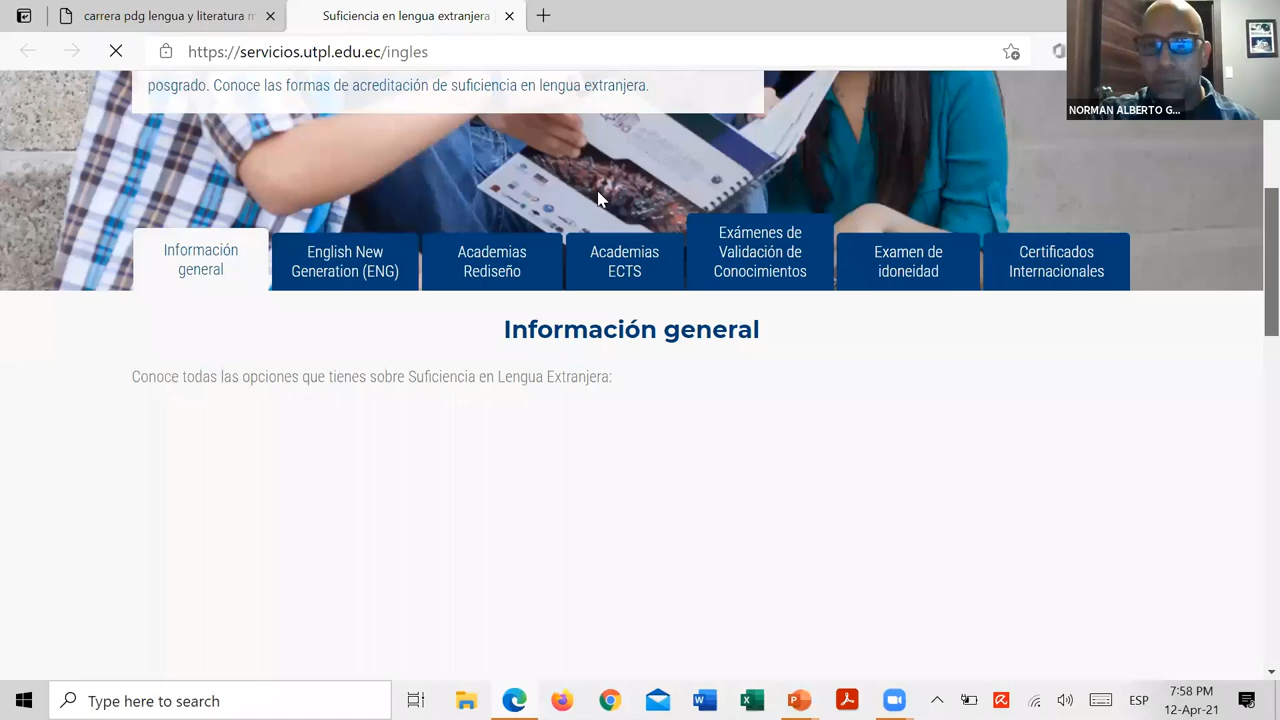 carrera pdg lengua y literatura m
Suficiencia en lengua extranjera
https://servicios.utpl.edu.ec/ingles
NORMAN ALBERTO G...
posgrado. Conoce las formas de acreditación de suficiencia en lengua extranjera.
Información
general
English New
Generation (ENG)
Academias
Rediseño
Academias
ECTS
Exámenes de
Validación de
Conocimientos
Examen de
idoneidad
Certificados
Internacionales
Información general
Conoce todas las opciones que tienes sobre Suficiencia en Lengua Extranjera:
Type here to search
ESP
7:58 PM
12-Apr-21